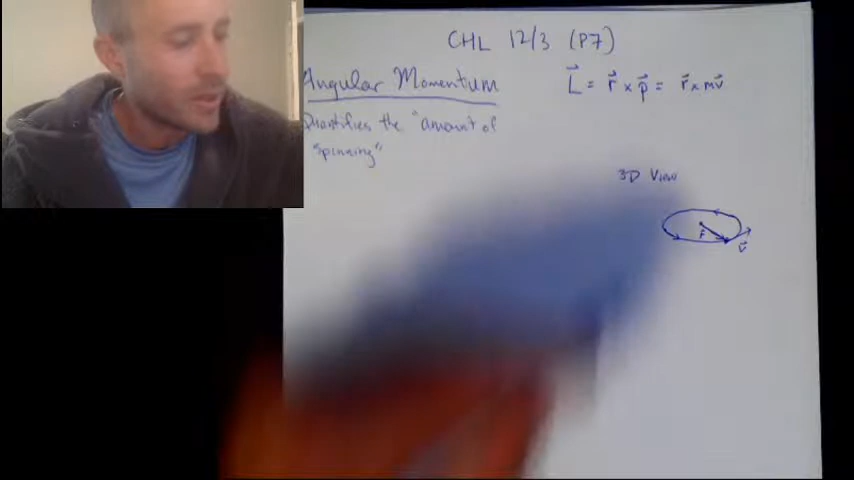 CHL 12/3 (P7)
Angular Momentum
L⃗ = r⃗ x p⃗ = r⃗ x mv⃗
Quantifies the "amount of
spinning"
3D View
r⃗
v⃗